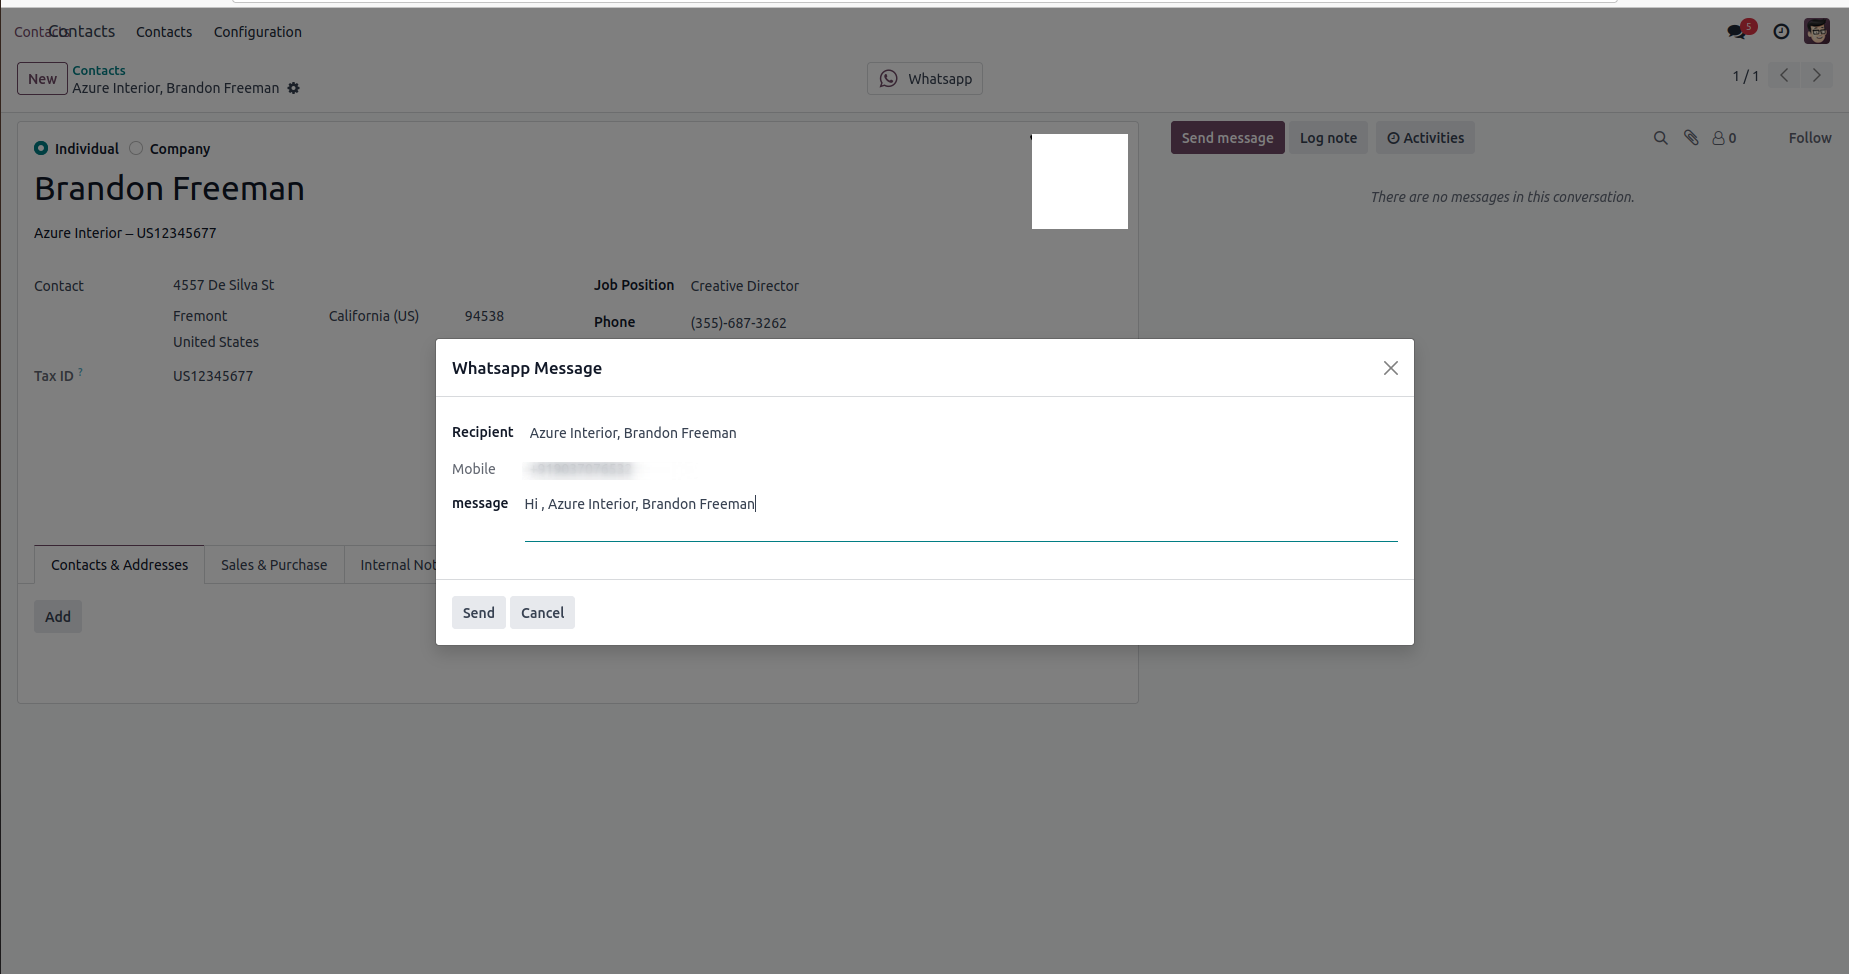 Contacts Contacts Contacts Configuration 5
New Contacts Whatsapp 1 / 1
Azure Interior, Brandon Freeman
Individual Company Send message Log note Activities 0 Follow
Brandon Freeman
There are no messages in this conversation.
Azure Interior – US12345677
Contact 4557 De Silva St Job Position Creative Director
Fremont California (US) 94538 Phone (355)-687-3262
United States
Tax ID ? US12345677
Whatsapp Message
Recipient Azure Interior, Brandon Freeman
Mobile
message Hi , Azure Interior, Brandon Freeman
Contacts & Addresses Sales & Purchase Internal Not
Add
Send Cancel